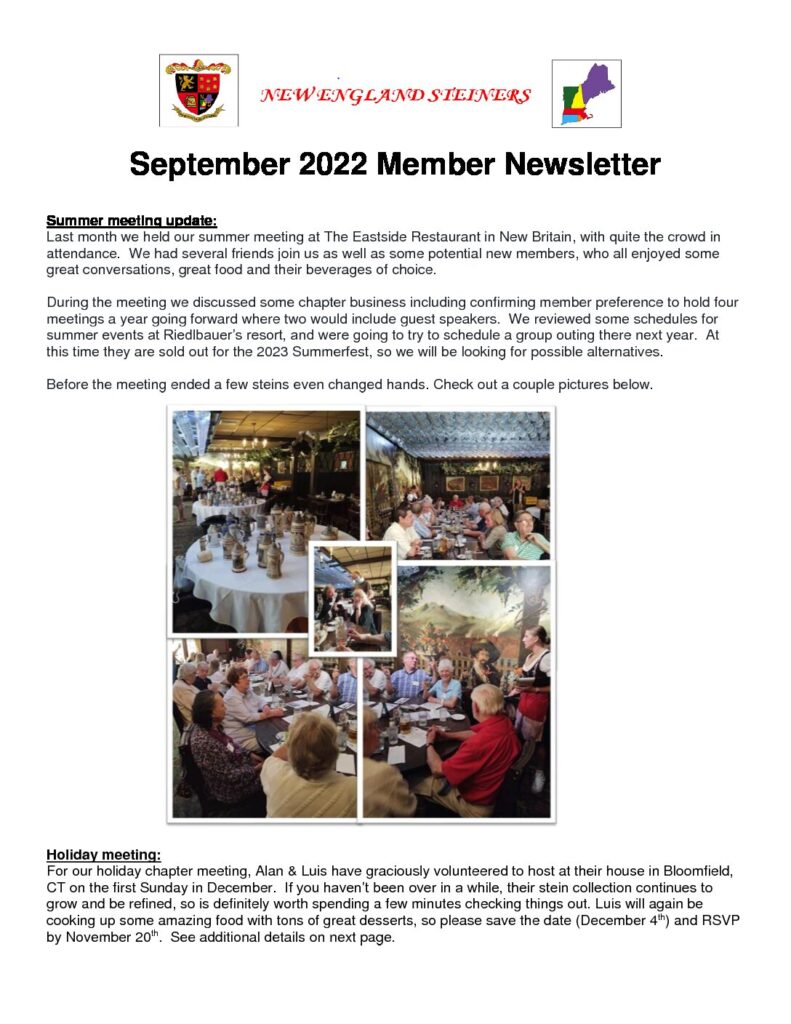 NEW ENGLAND STEINERS
September 2022 Member Newsletter
Summer meeting update:
Last month we held our summer meeting at The Eastside Restaurant in New Britain, with quite the crowd in
attendance.  We had several friends join us as well as some potential new members, who all enjoyed some
great conversations, great food and their beverages of choice.
During the meeting we discussed some chapter business including confirming member preference to hold four
meetings a year going forward where two would include guest speakers.  We reviewed some schedules for
summer events at Riedlbauer's resort, and were going to try to schedule a group outing there next year.  At
this time they are sold out for the 2023 Summerfest, so we will be looking for possible alternatives.
Before the meeting ended a few steins even changed hands. Check out a couple pictures below.
Holiday meeting:
For our holiday chapter meeting, Alan & Luis have graciously volunteered to host at their house in Bloomfield,
CT on the first Sunday in December.  If you haven't been over in a while, their stein collection continues to
grow and be refined, so is definitely worth spending a few minutes checking things out. Luis will again be
cooking up some amazing food with tons of great desserts, so please save the date (December 4th) and RSVP
by November 20th.  See additional details on next page.